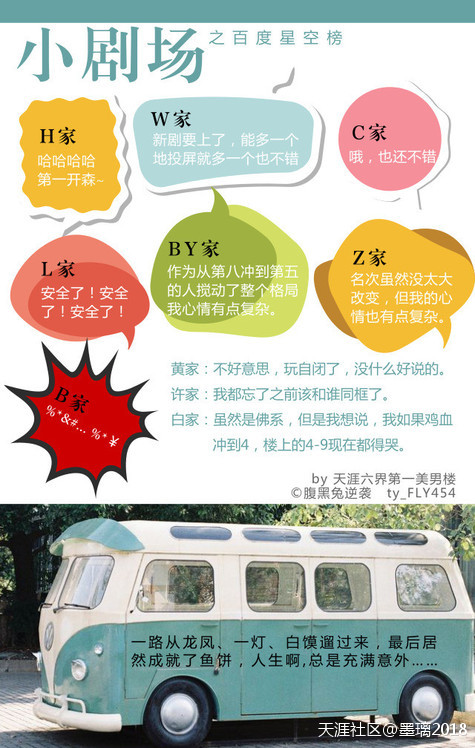 小剧场 之百度星空榜
H家
哈哈哈哈
第一开森~
W家
新剧要上了，能多一个
地投屏就多一个也不错
C家
哦，也还不错
L家
安全了！安全
了！安全了！
BY家
作为从第八冲到第五
的人搅动了整个格局
我心情有点复杂。
Z家
名次虽然没太大
改变，但我的心
情也有点复杂。
B家
%*&#... %*
黄家：不好意思，玩自闭了，没什么好说的。
许家：我都忘了之前该和谁同框了。
白家：虽然是佛系，但是我想说，我如果鸡血
冲到4，楼上的4-9现在都得哭。
by 天涯六界第一美男楼
©腹黑兔逆袭 ty_FLY454
一路从龙凤、一灯、白馍遛过来，最后居
然成就了鱼饼，人生啊,总是充满意外……
天涯社区@墨璃2018